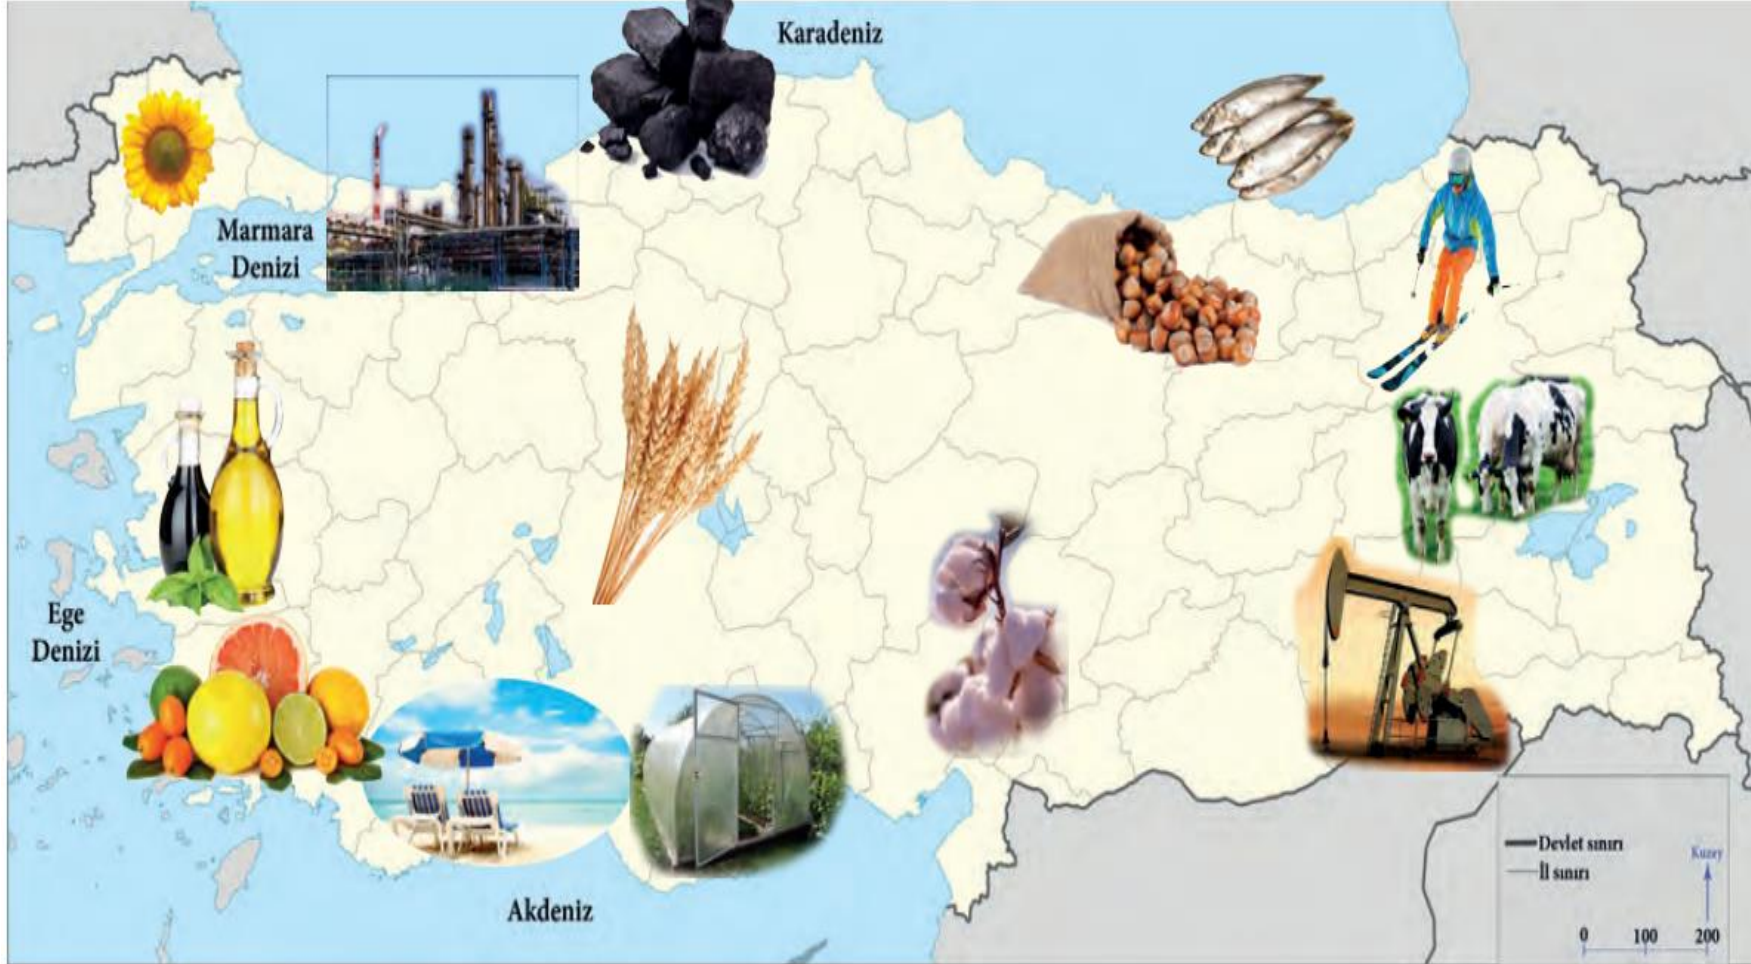 Karadeniz
Marmara
Denizi
Ege
Denizi
Akdeniz
Devlet sınırı
İl sınırı
Kuzey
0 100 200